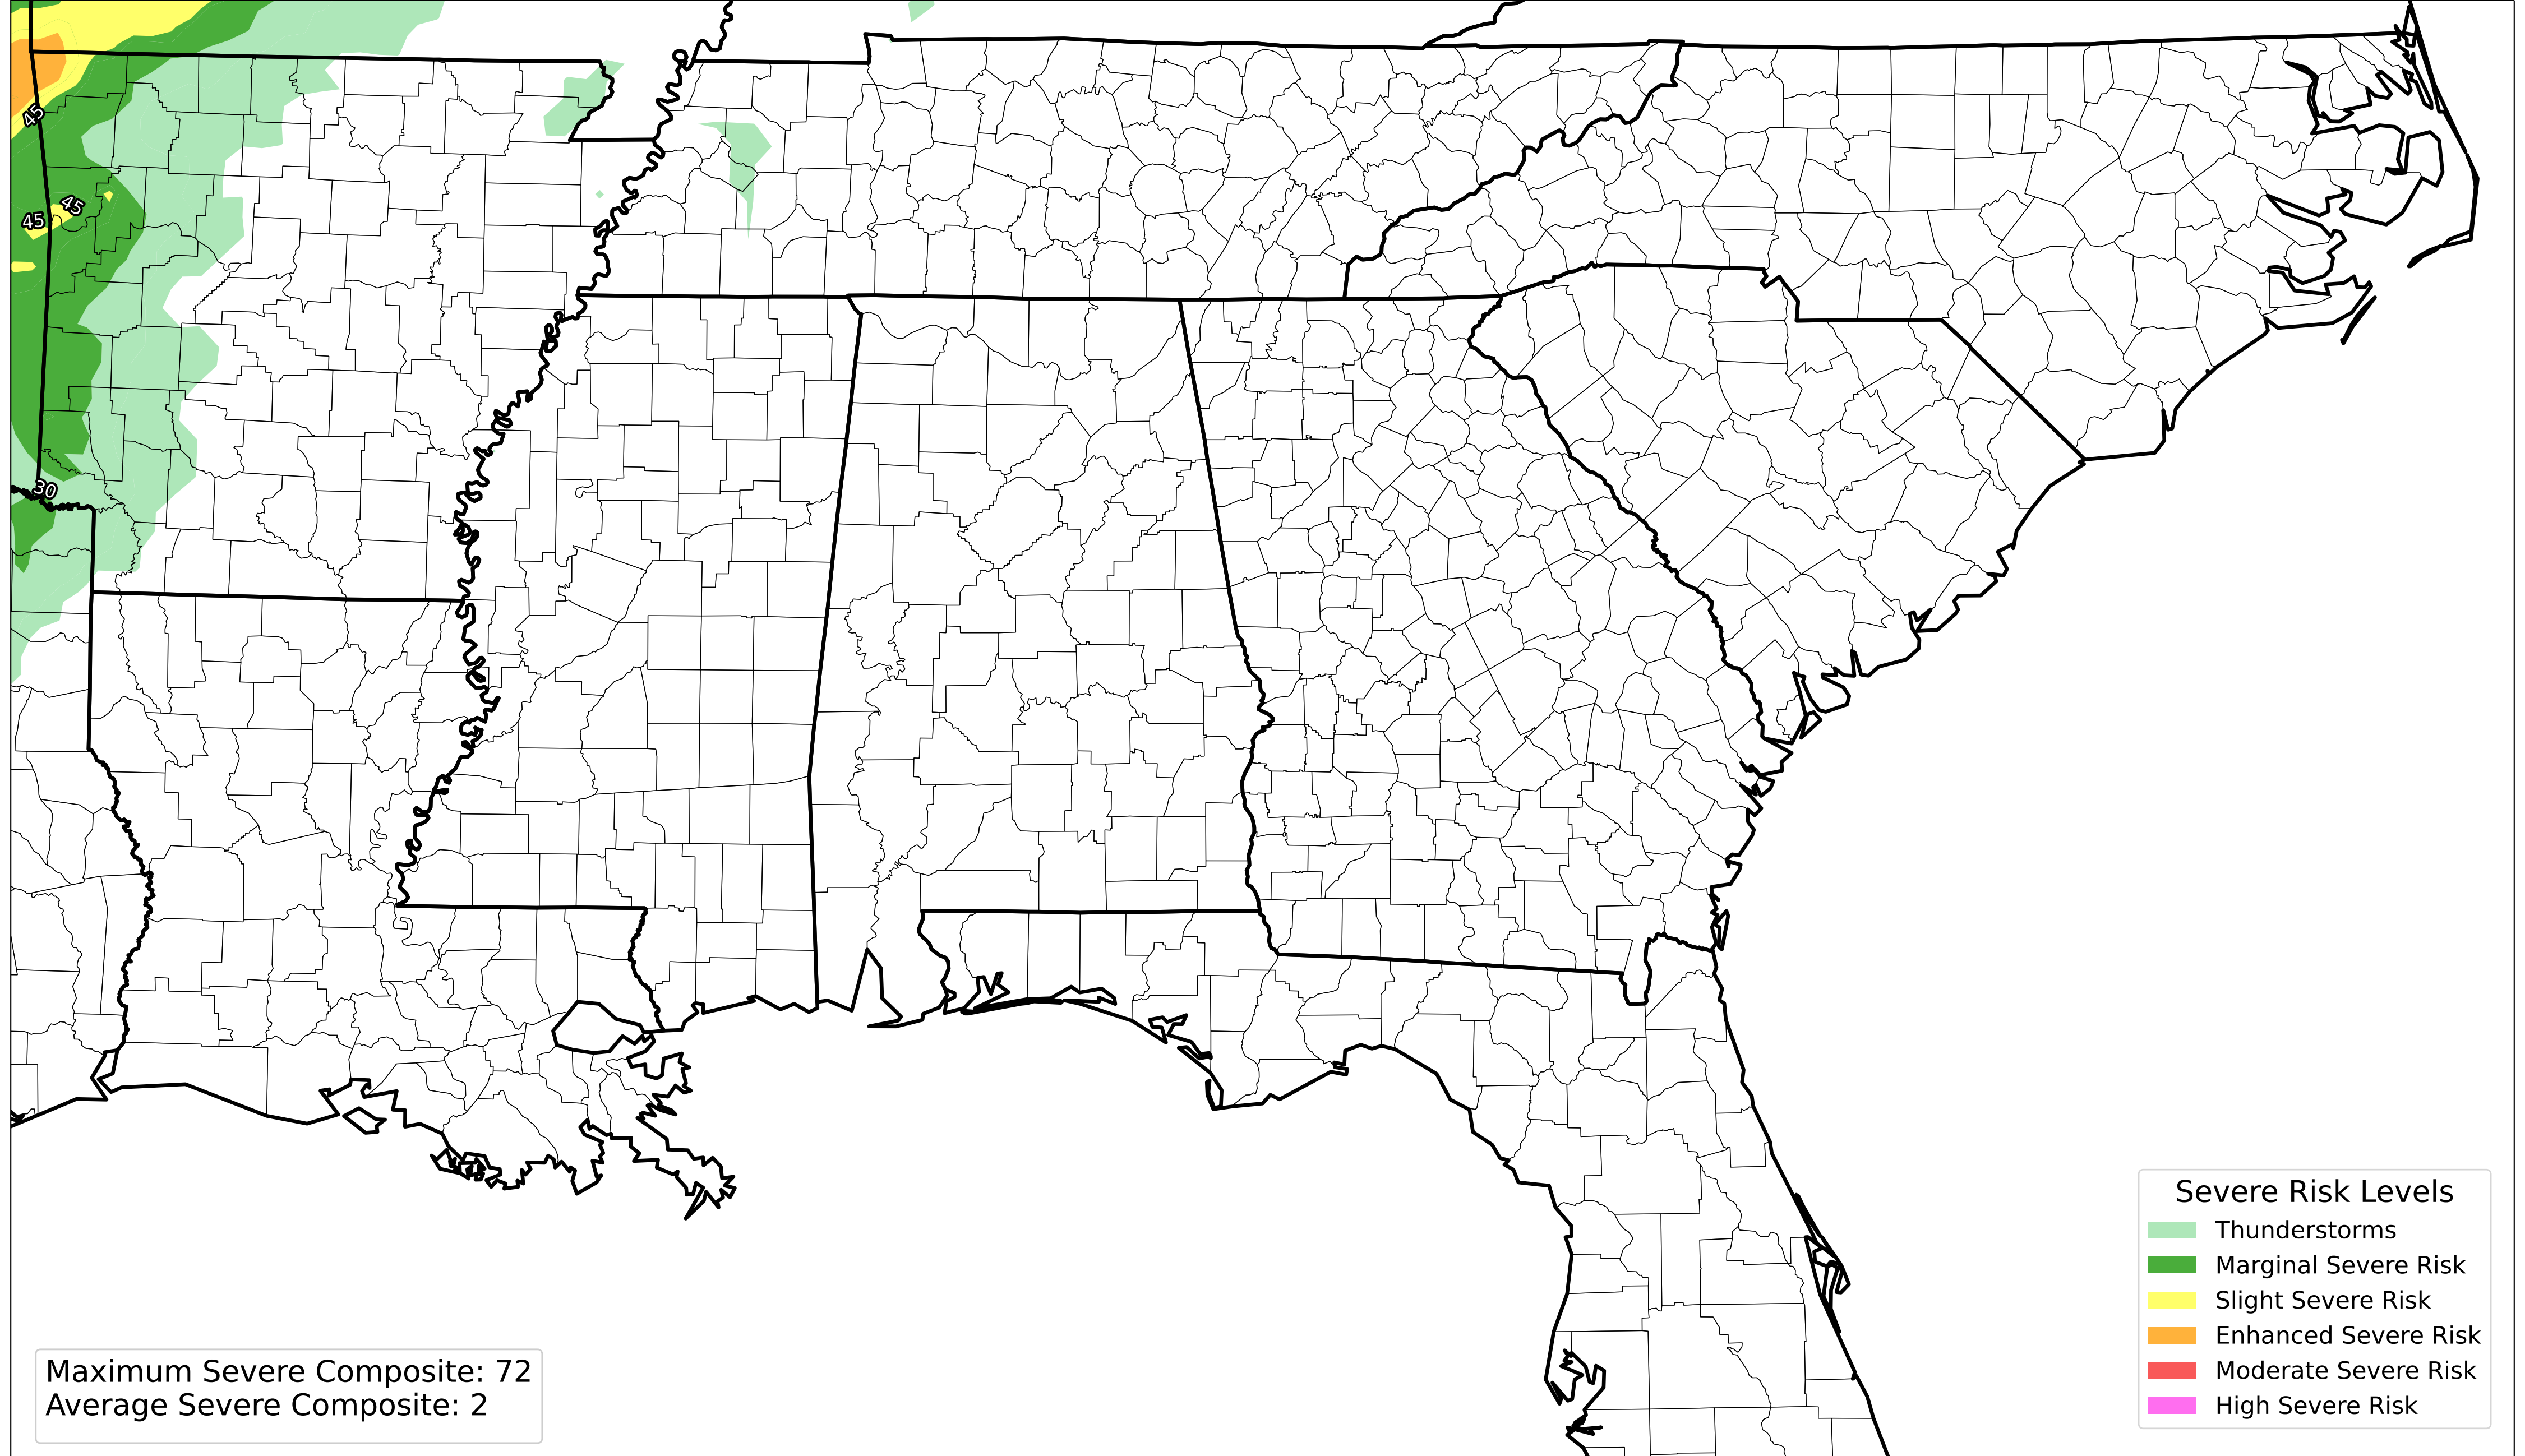 45
45
45
30
Severe Risk Levels
Thunderstorms
Marginal Severe Risk
Slight Severe Risk
Enhanced Severe Risk
Moderate Severe Risk
High Severe Risk
Maximum Severe Composite: 72
Average Severe Composite: 2